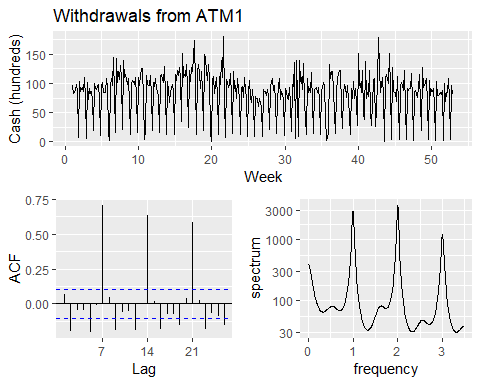 Withdrawals from ATM1
Cash (hundreds)
150
100
50
0
0 10 20 30 40 50
Week
ACF
0.75
0.50
0.25
0.00
7 14 21
Lag
spectrum
3000
1000
300
100
30
0 1 2 3
frequency